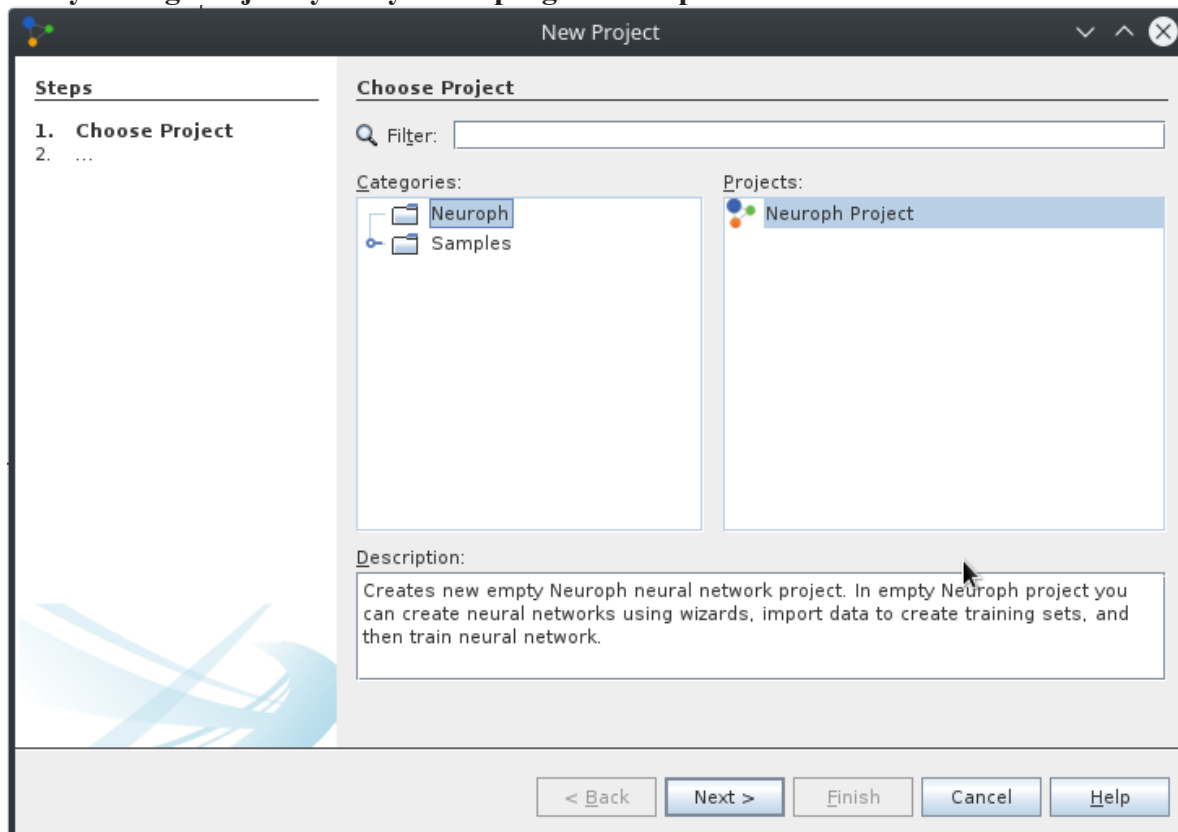 New Project
Steps
1. Choose Project
2. ...
Choose Project
Filter:
Categories:
Neuroph
Samples
Projects:
Neuroph Project
Description:
Creates new empty Neuroph neural network project. In empty Neuroph project you
can create neural networks using wizards, import data to create training sets, and
then train neural network.
< Back
Next >
Finish
Cancel
Help